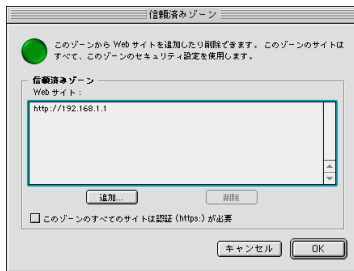 信頼済みゾーン
このゾーンから Web サイトを追加したり削除できます。 このゾーンのサイトは
すべて、このゾーンのセキュリティ設定を使用します。
信頼済みゾーン
Web サイト：
http://192.168.1.1
追加...
削除
このゾーンのすべてのサイトは認証 (https:) が必要
キャンセル
OK